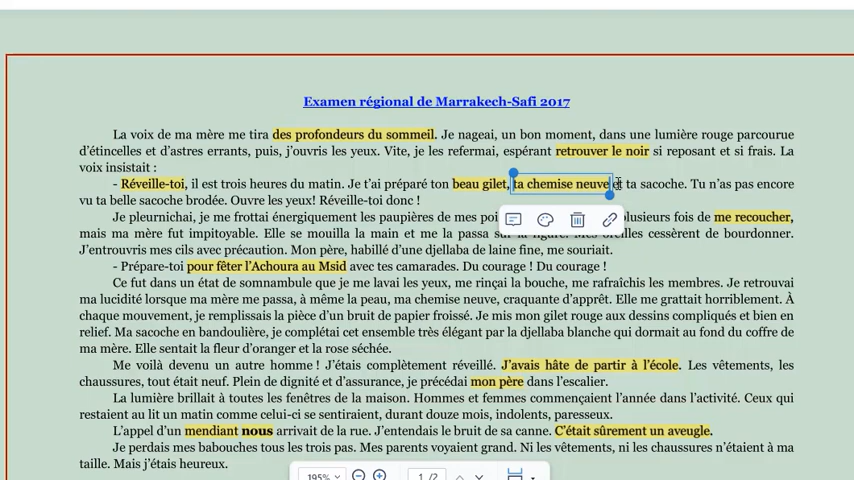 Examen régional de Marrakech-Safi 2017
La voix de ma mère me tira des profondeurs du sommeil. Je nageai, un bon moment, dans une lumière rouge parcourue
d'étincelles et d'astres errants, puis, j'ouvris les yeux. Vite, je les refermai, espérant retrouver le noir si reposant et si frais. La
voix insistait :
- Réveille-toi, il est trois heures du matin. Je t'ai préparé ton beau gilet, ta chemise neuve et ta sacoche. Tu n'as pas encore
vu ta belle sacoche brodée. Ouvre les yeux! Réveille-toi donc !
Je pleurnichai, je me frottai énergiquement les paupières de mes plusieurs fois de me recoucher,
mais ma mère fut impitoyable. Elle se mouilla la main et me la passa sur la figure. Mes oreilles cessèrent de bourdonner.
J'entrouvris mes cils avec précaution. Mon père, habillé d'une djellaba de laine fine, me souriait.
- Prépare-toi pour fêter l'Achoura au Msid avec tes camarades. Du courage ! Du courage !
Ce fut dans un état de somnambule que je me lavai les yeux, me rinçai la bouche, me rafraîchis les membres. Je retrouvai
ma lucidité lorsque ma mère me passa, à même la peau, ma chemise neuve, craquante d'apprêt. Elle me grattait horriblement. À
chaque mouvement, je remplissais la pièce d'un bruit de papier froissé. Je mis mon gilet rouge aux dessins compliqués et bien en
relief. Ma sacoche en bandoulière, je complétai cet ensemble très élégant par la djellaba blanche qui dormait au fond du coffre de
ma mère. Elle sentait la fleur d'oranger et la rose séchée.
Me voilà devenu un autre homme ! J'étais complètement réveillé. J'avais hâte de partir à l'école. Les vêtements, les
chaussures, tout était neuf. Plein de dignité et d'assurance, je précédai mon père dans l'escalier.
La lumière brillait à toutes les fenêtres de la maison. Hommes et femmes commençaient l'année dans l'activité. Ceux qui
restaient au lit un matin comme celui-ci se sentiraient, durant douze mois, indolents, paresseux.
L'appel d'un mendiant nous arrivait de la rue. J'entendais le bruit de sa canne. C'était sûrement un aveugle.
Je perdais mes babouches tous les trois pas. Mes parents voyaient grand. Ni les vêtements, ni les chaussures n'étaient à ma
taille. Mais j'étais heureux.
195% 1 /2